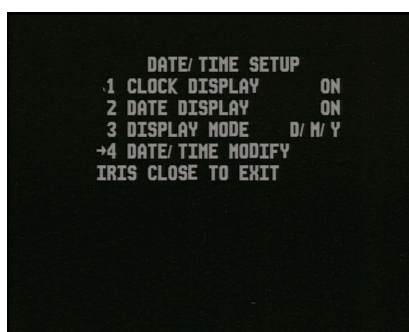 DATE/ TIME SETUP
1 CLOCK DISPLAY ON
2 DATE DISPLAY ON
3 DISPLAY MODE D/ M/ Y
→4 DATE/ TIME MODIFY
IRIS CLOSE TO EXIT